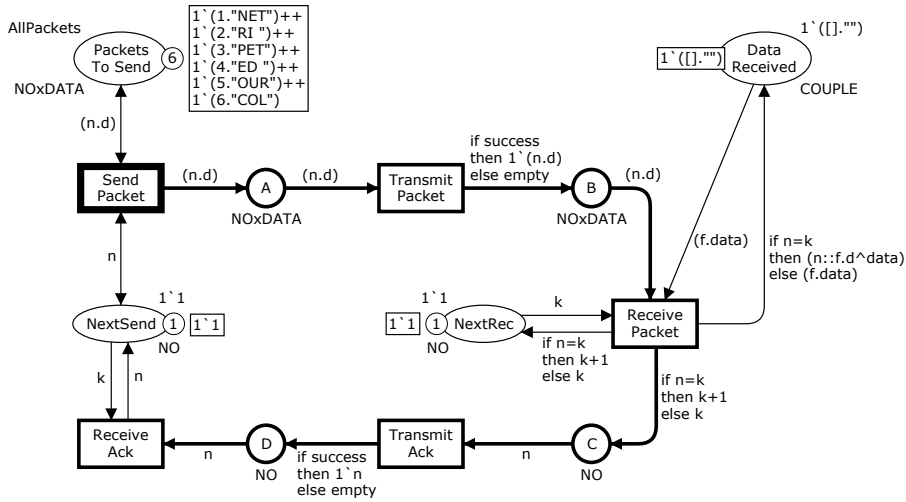 AllPackets
Packets
To Send
6
1`(1."NET")++
1`(2."RI ")++
1`(3."PET")++
1`(4."ED ")++
1`(5."OUR")++
1`(6."COL")
NOxDATA
1`([]."")
1`([]."")
Data
Received
COUPLE
(n.d)
Send
Packet
(n.d)
A
NOxDATA
(n.d)
Transmit
Packet
if success
then 1`(n.d)
else empty
B
NOxDATA
(n.d)
n
(f.data)
if n=k
then (n::f.d^data)
else (f.data)
1`1
NextSend
1
1`1
NO
1`1
1`1
1
NextRec
NO
k
if n=k
then k+1
else k
Receive
Packet
if n=k
then k+1
else k
k
n
Receive
Ack
n
D
NO
if success
then 1`n
else empty
Transmit
Ack
n
C
NO